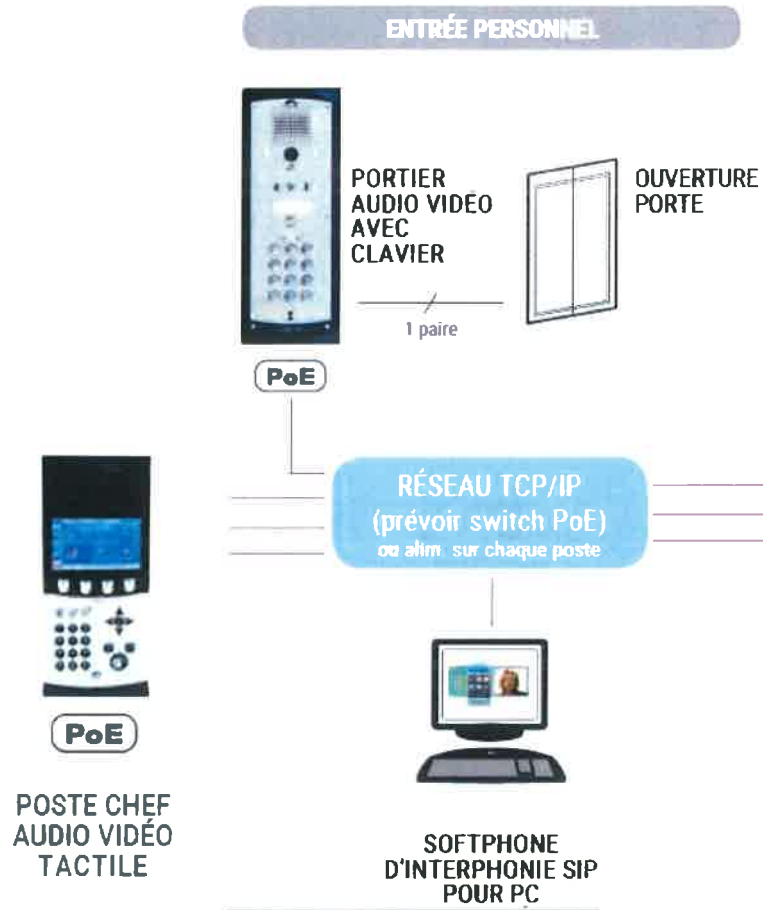 ENTRÉE PERSONNEL
PORTIER
AUDIO VIDÉO
AVEC
CLAVIER
OUVERTURE
PORTE
1 paire
PoE
RÉSEAU TCP/IP
(prévoir switch PoE)
ou alim sur chaque poste
PoE
POSTE CHEF
AUDIO VIDÉO
TACTILE
SOFTPHONE
D'INTERPHONIE SIP
POUR PC